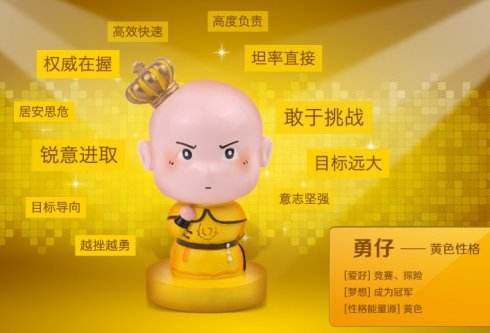 高效快速
高度负责
权威在握
坦率直接
居安思危
敢于挑战
锐意进取
目标远大
目标导向
意志坚强
越挫越勇
勇仔 —— 黄色性格
[爱好] 竞赛、探险
[梦想] 成为冠军
[性格能量源] 黄色